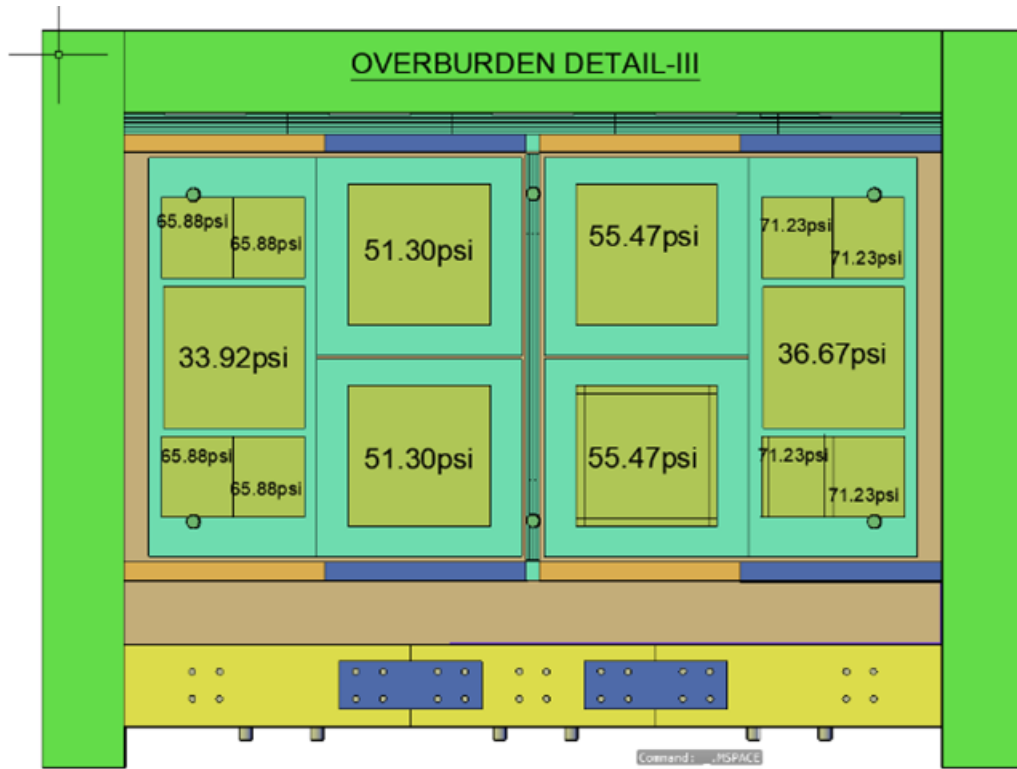 OVERBURDEN DETAIL-III
65.88psi
65.88psi
51.30psi
55.47psi
71.23psi
71.23psi
33.92psi
36.67psi
65.88psi
65.88psi
51.30psi
55.47psi
71.23psi
71.23psi
Command: _.MSPACE